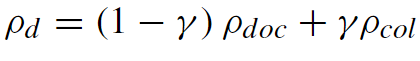 ρ_d = (1 − γ) ρ_doc + γρ_col